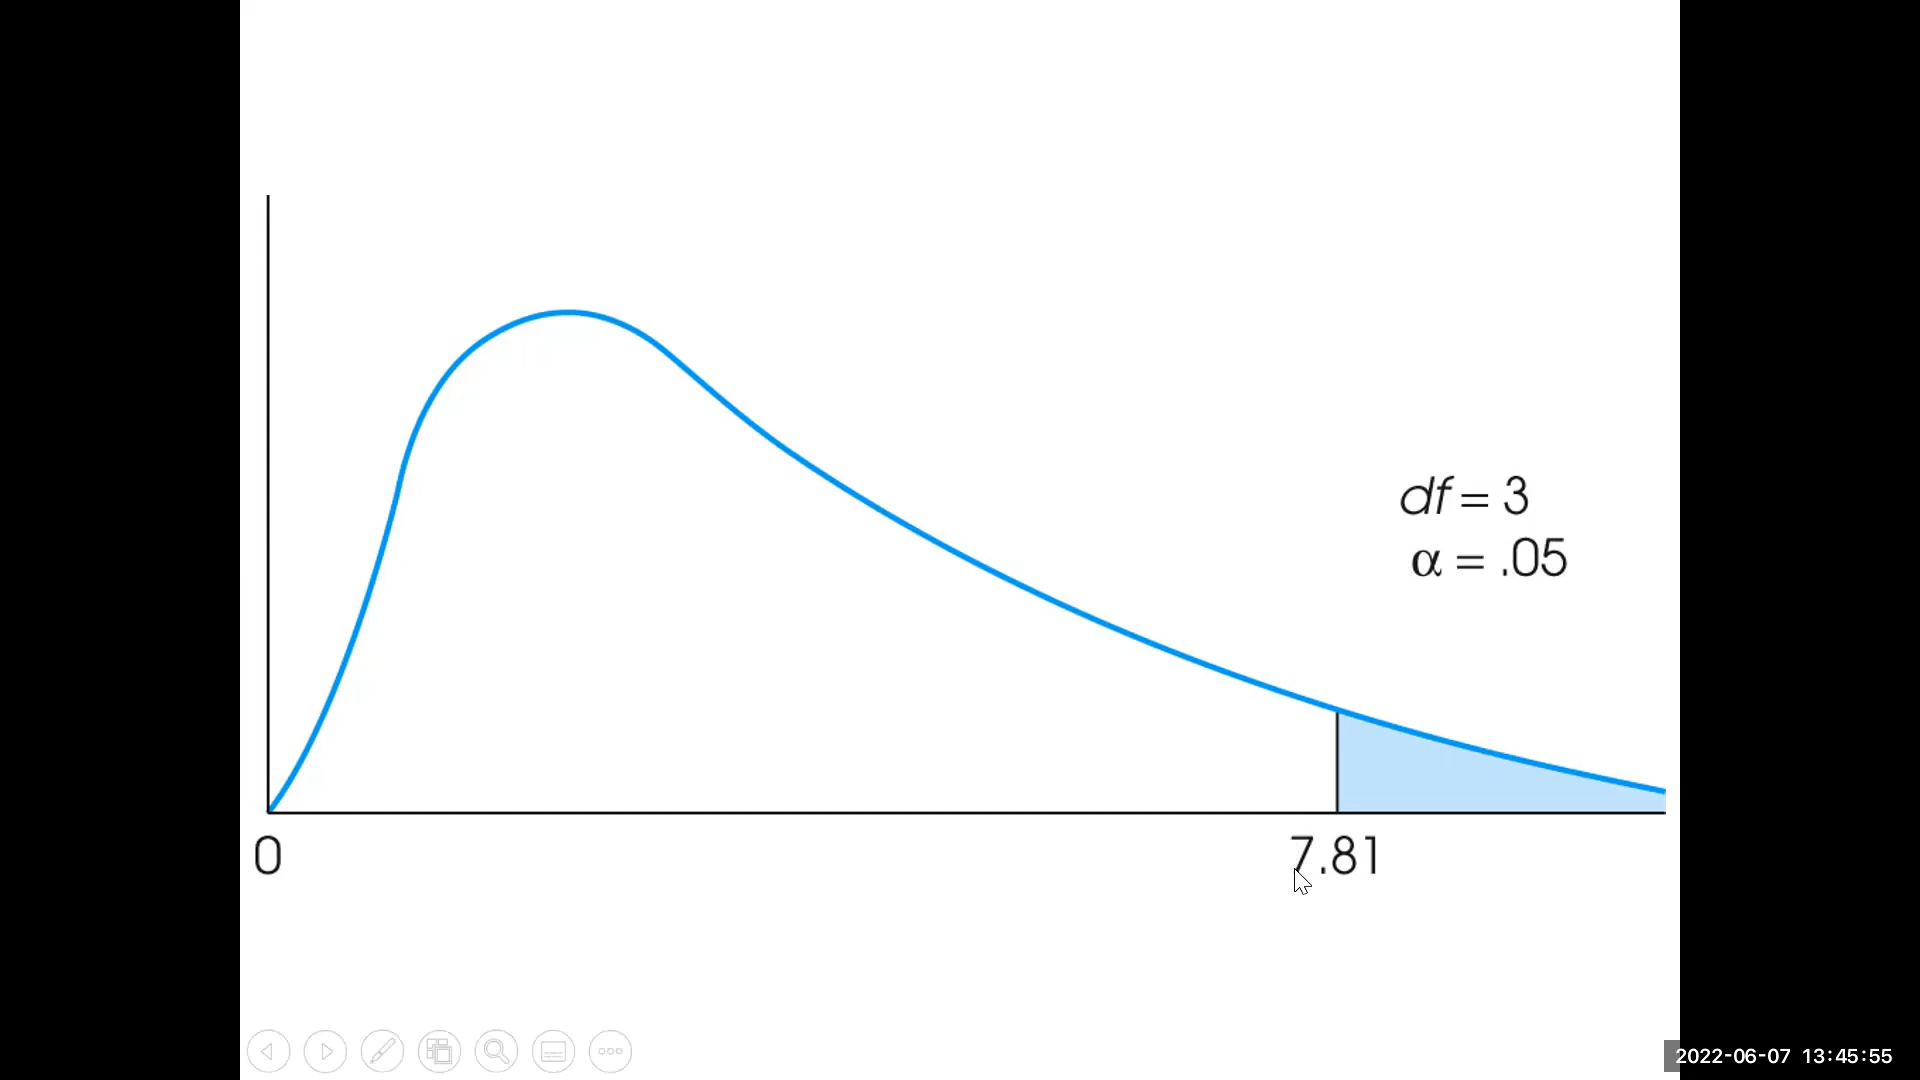 df = 3
α = .05
0
7.81
2022-06-07 13:45:55